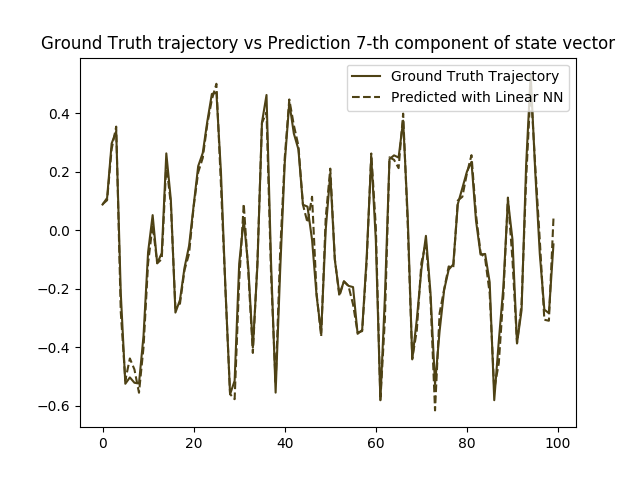 Ground Truth trajectory vs Prediction 7-th component of state vector
Ground Truth Trajectory
Predicted with Linear NN
0.4
0.2
0.0
−0.2
−0.4
−0.6
0 20 40 60 80 100